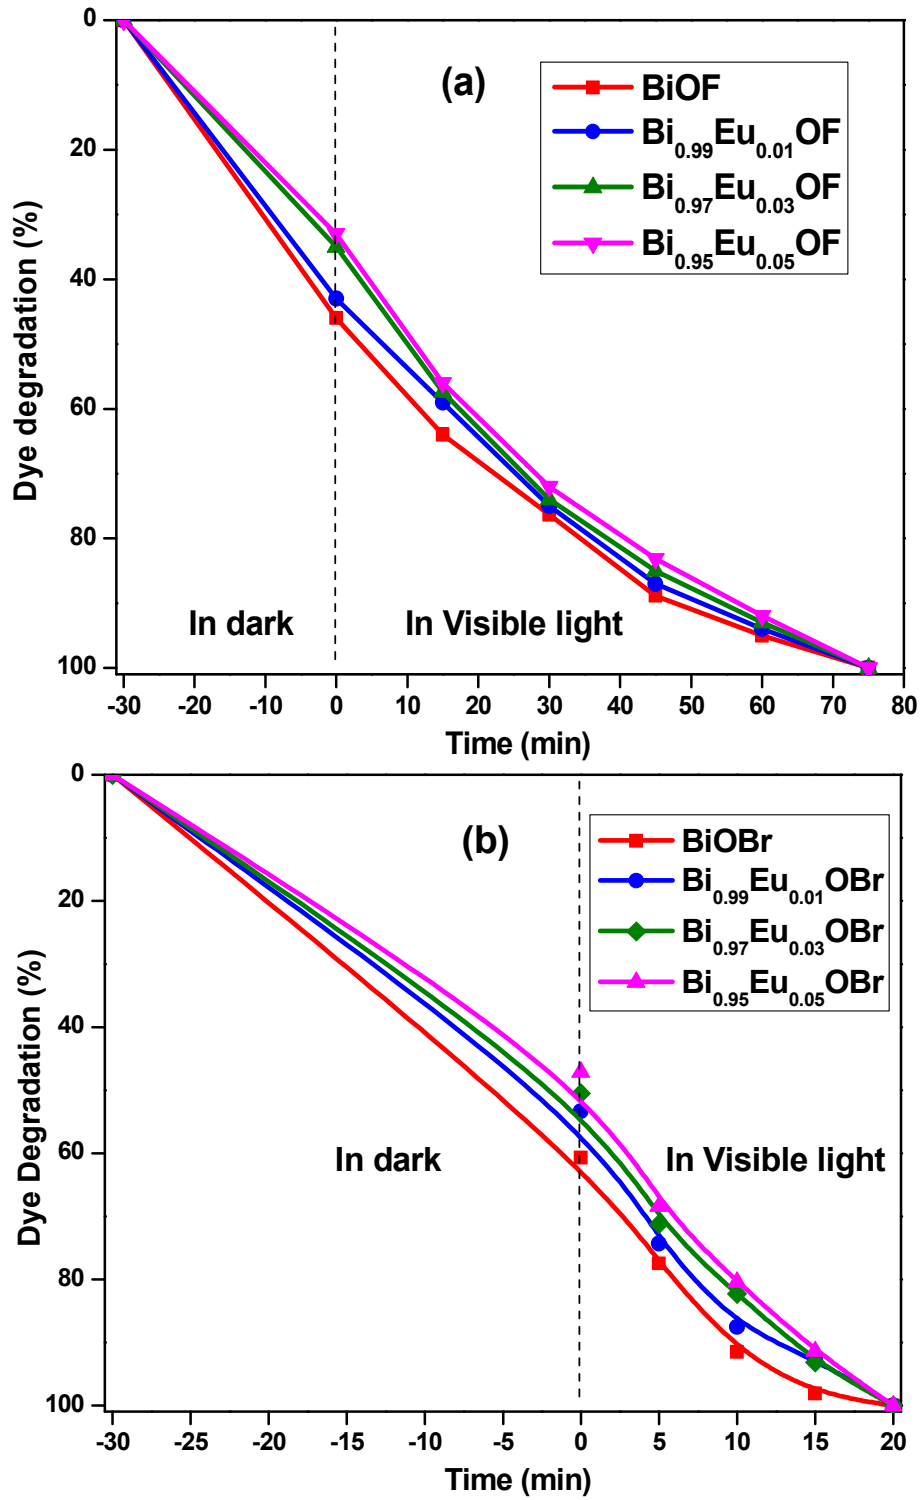 0
20
40
60
80
100
Dye degradation (%)
(a)
BiOF
Bi0.99Eu0.01OF
Bi0.97Eu0.03OF
Bi0.95Eu0.05OF
In dark
In Visible light
-30 -20 -10 0 10 20 30 40 50 60 70 80
Time (min)
0
20
40
60
80
100
Dye Degradation (%)
(b)
BiOBr
Bi0.99Eu0.01OBr
Bi0.97Eu0.03OBr
Bi0.95Eu0.05OBr
In dark
In Visible light
-30 -25 -20 -15 -10 -5 0 5 10 15 20
Time (min)